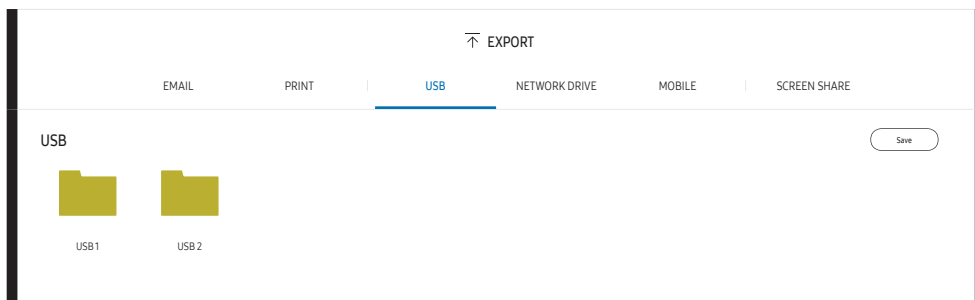 EXPORT
EMAIL PRINT USB NETWORK DRIVE MOBILE SCREEN SHARE
USB Save
USB 1 USB 2